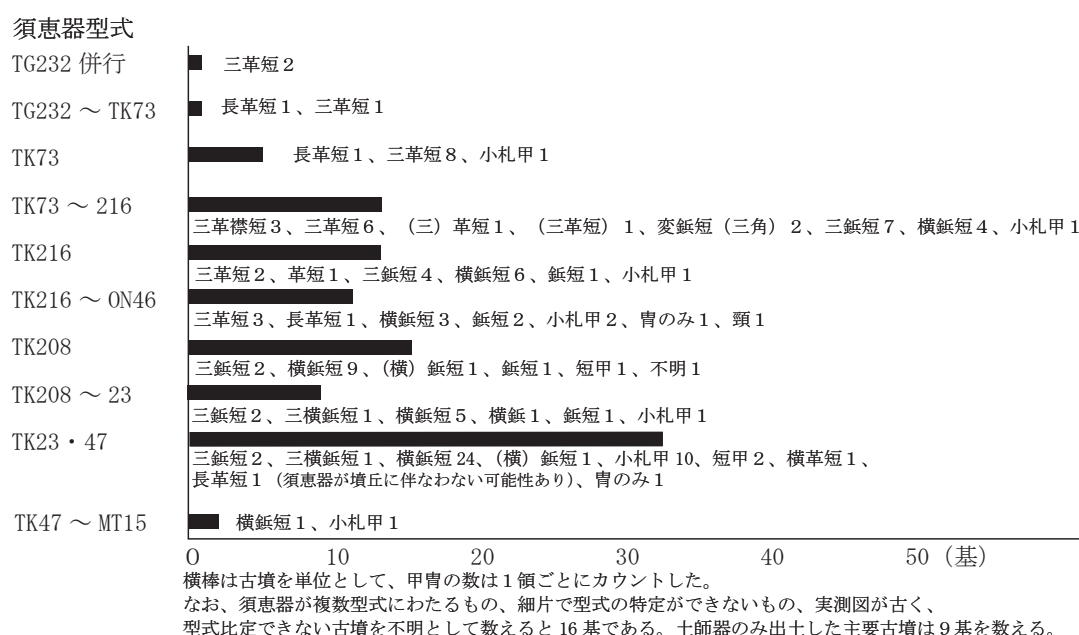 須恵器型式
TG232 併行
三革短２
TG232 ～ TK73
長革短１、三革短１
TK73
長革短１、三革短８、小札甲１
TK73 ～ 216
三革襟短３、三革短６、（三）革短１、（三革短）１、変鋲短（三角）２、三鋲短７、横鋲短４、小札甲１
TK216
三革短２、革短１、三鋲短４、横鋲短６、鋲短１、小札甲１
TK216 ～ ON46
三革短３、長革短１、横鋲短３、鋲短２、小札甲２、冑のみ１、頸１
TK208
三鋲短２、横鋲短９、（横）鋲短１、鋲短１、短甲１、不明１
TK208 ～ 23
三鋲短２、三横鋲短１、横鋲短５、横鋲１、鋲短１、小札甲１
TK23・47
三鋲短２、三横鋲短１、横鋲短 24、（横）鋲短１、小札甲 10、短甲２、横革短１、
長革短１（須恵器が墳丘に伴なわない可能性あり）、冑のみ１
TK47 ～ MT15
横鋲短１、小札甲１
0 10 20 30 40 50（基）
横棒は古墳を単位として、甲冑の数は１領ごとにカウントした。
なお、須恵器が複数型式にわたるもの、細片で型式の特定ができないもの、実測図が古く、
型式比定できない古墳を不明として数えると 16 基である。土師器のみ出土した主要古墳は９基を数える。